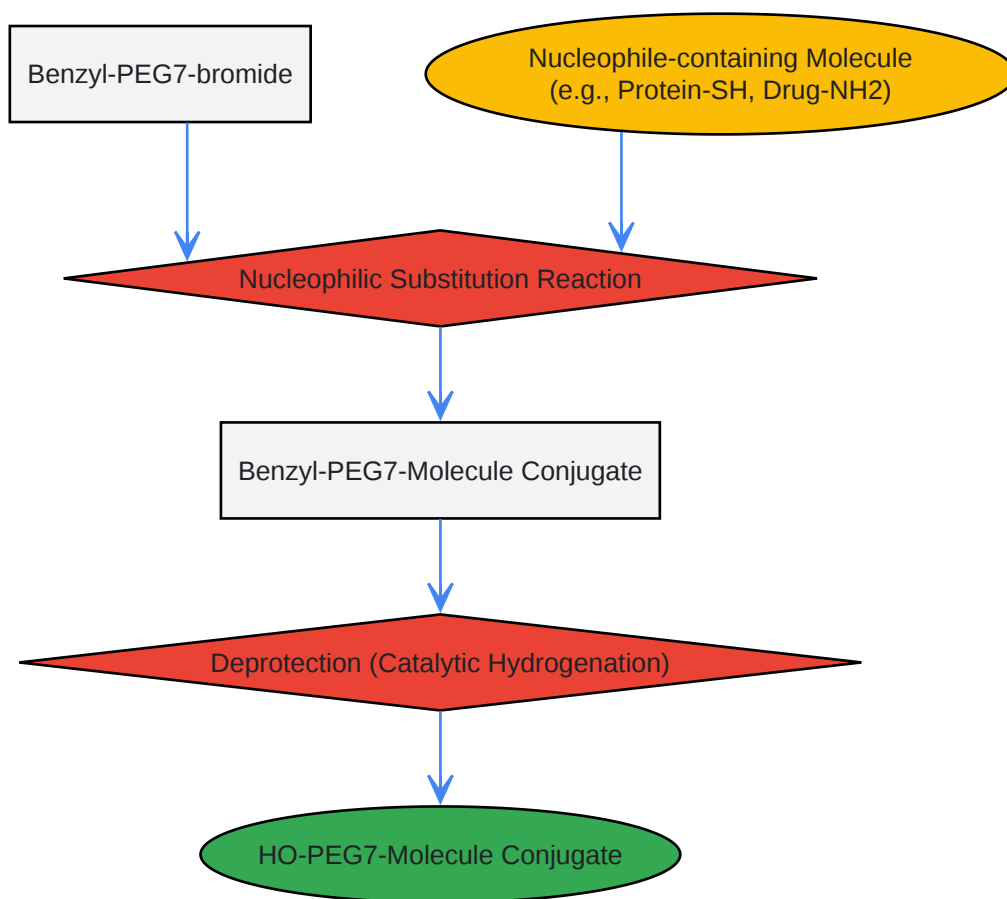 Benzyl-PEG7-bromide
Nucleophile-containing Molecule
(e.g., Protein-SH, Drug-NH2)
Nucleophilic Substitution Reaction
Benzyl-PEG7-Molecule Conjugate
Deprotection (Catalytic Hydrogenation)
HO-PEG7-Molecule Conjugate